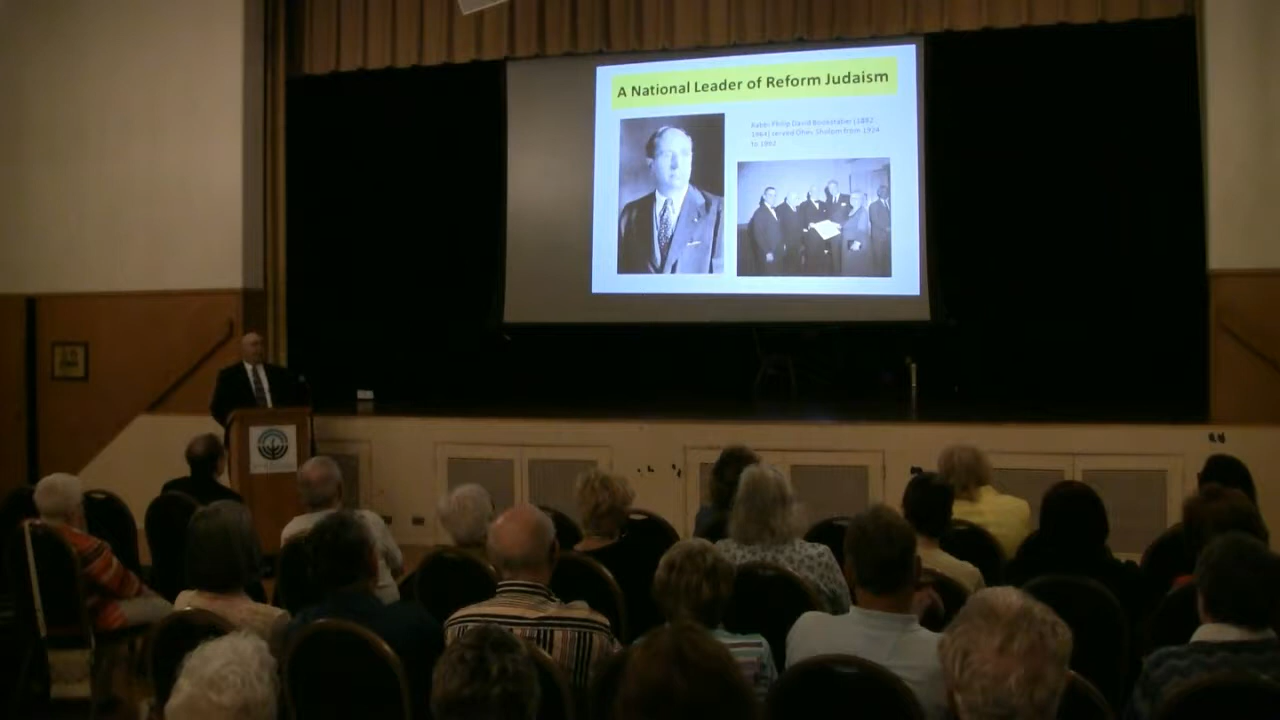 A National Leader of Reform Judaism
Rabbi Philip David Bookstaber (1892
1964) served Ohev Sholom from 1924
to 1962